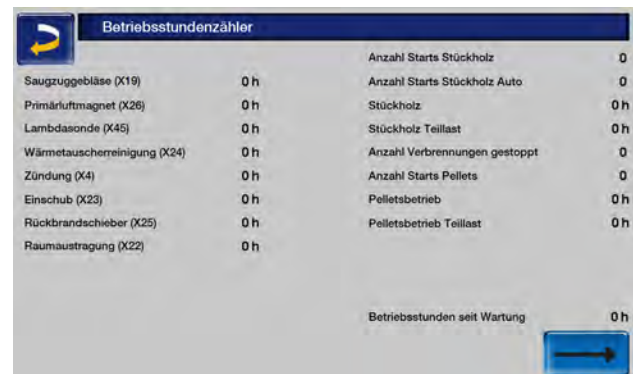 Betriebsstundenzähler
Saugzuggebläse (X19) 0 h
Primärluftmagnet (X26) 0 h
Lambdasonde (X45) 0 h
Wärmetauscherreinigung (X24) 0 h
Zündung (X4) 0 h
Einschub (X23) 0 h
Rückbrandschieber (X25) 0 h
Raumaustragung (X22) 0 h
Anzahl Starts Stückholz 0
Anzahl Starts Stückholz Auto 0
Stückholz 0 h
Stückholz Teillast 0 h
Anzahl Verbrennungen gestoppt 0
Anzahl Starts Pellets 0
Pelletsbetrieb 0 h
Pelletsbetrieb Teillast 0 h
Betriebsstunden seit Wartung 0 h